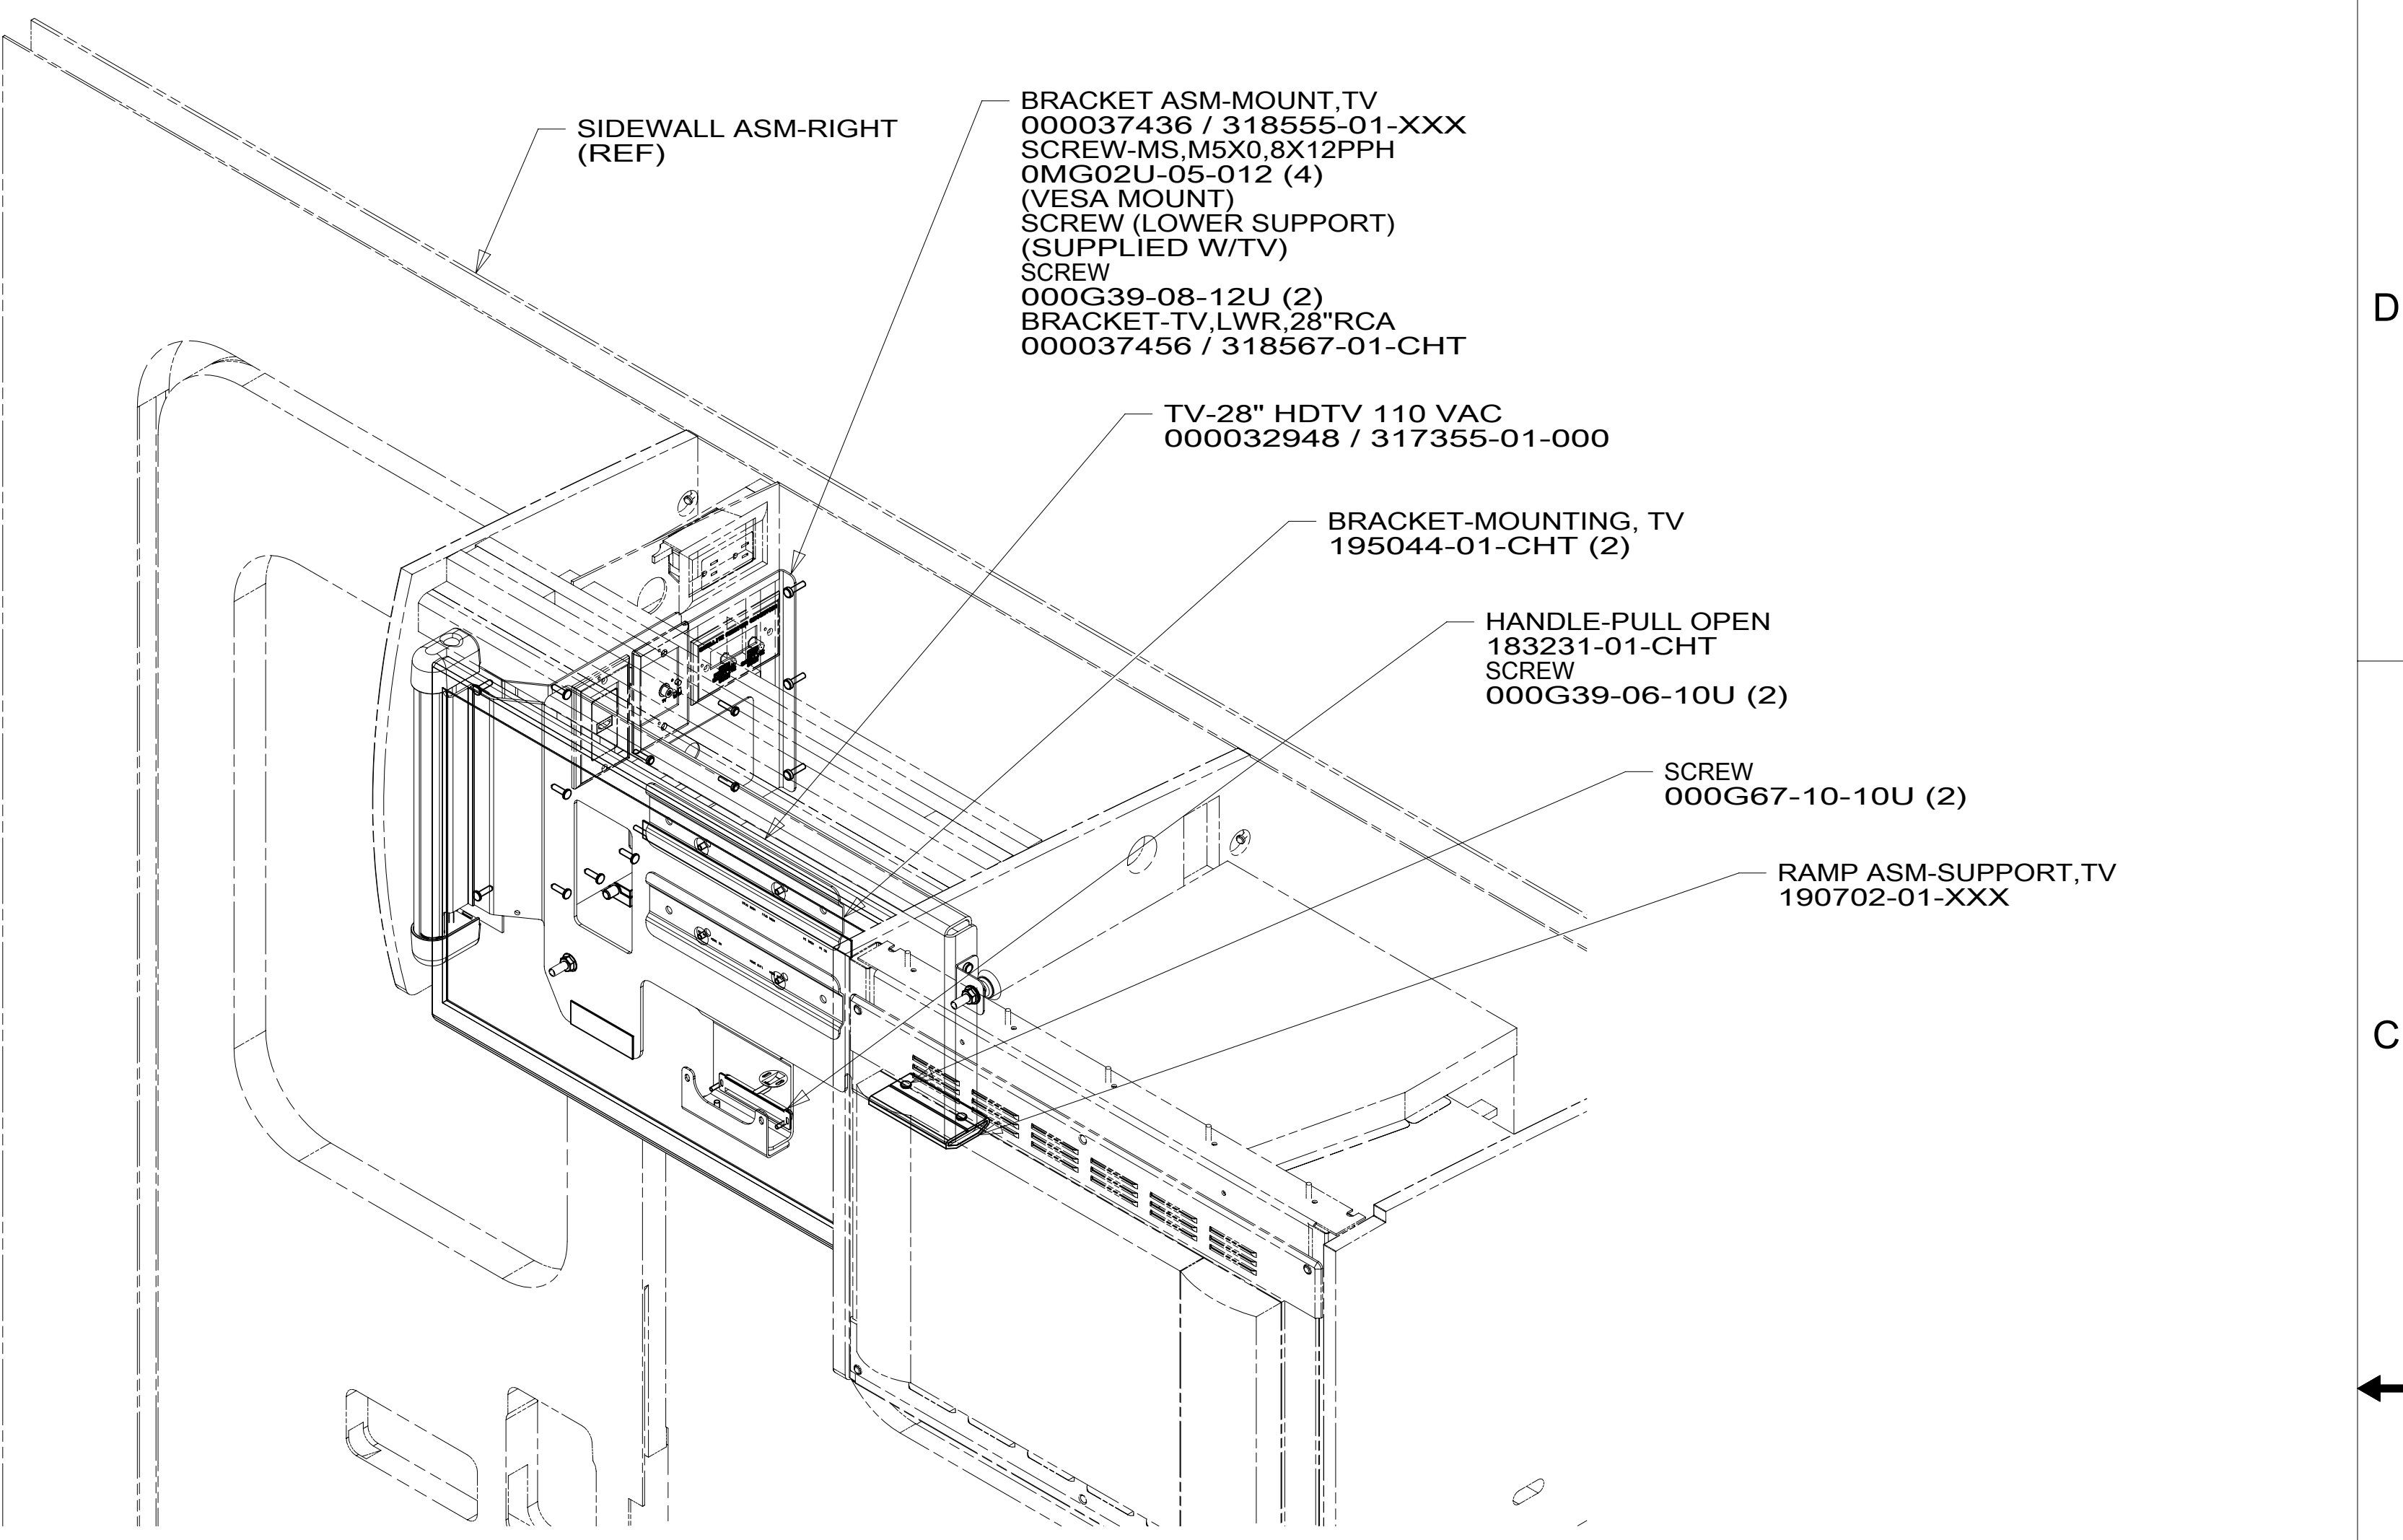 SIDEWALL ASM-RIGHT
(REF)
BRACKET ASM-MOUNT,TV
000037436 / 318555-01-XXX
SCREW-MS,M5X0,8X12PPH
0MG02U-05-012 (4)
(VESA MOUNT)
SCREW (LOWER SUPPORT)
(SUPPLIED W/TV)
SCREW
000G39-08-12U (2)
BRACKET-TV,LWR,28"RCA
000037456 / 318567-01-CHT
D
TV-28" HDTV 110 VAC
000032948 / 317355-01-000
BRACKET-MOUNTING, TV
195044-01-CHT (2)
HANDLE-PULL OPEN
183231-01-CHT
SCREW
000G39-06-10U (2)
SCREW
000G67-10-10U (2)
RAMP ASM-SUPPORT,TV
190702-01-XXX
C